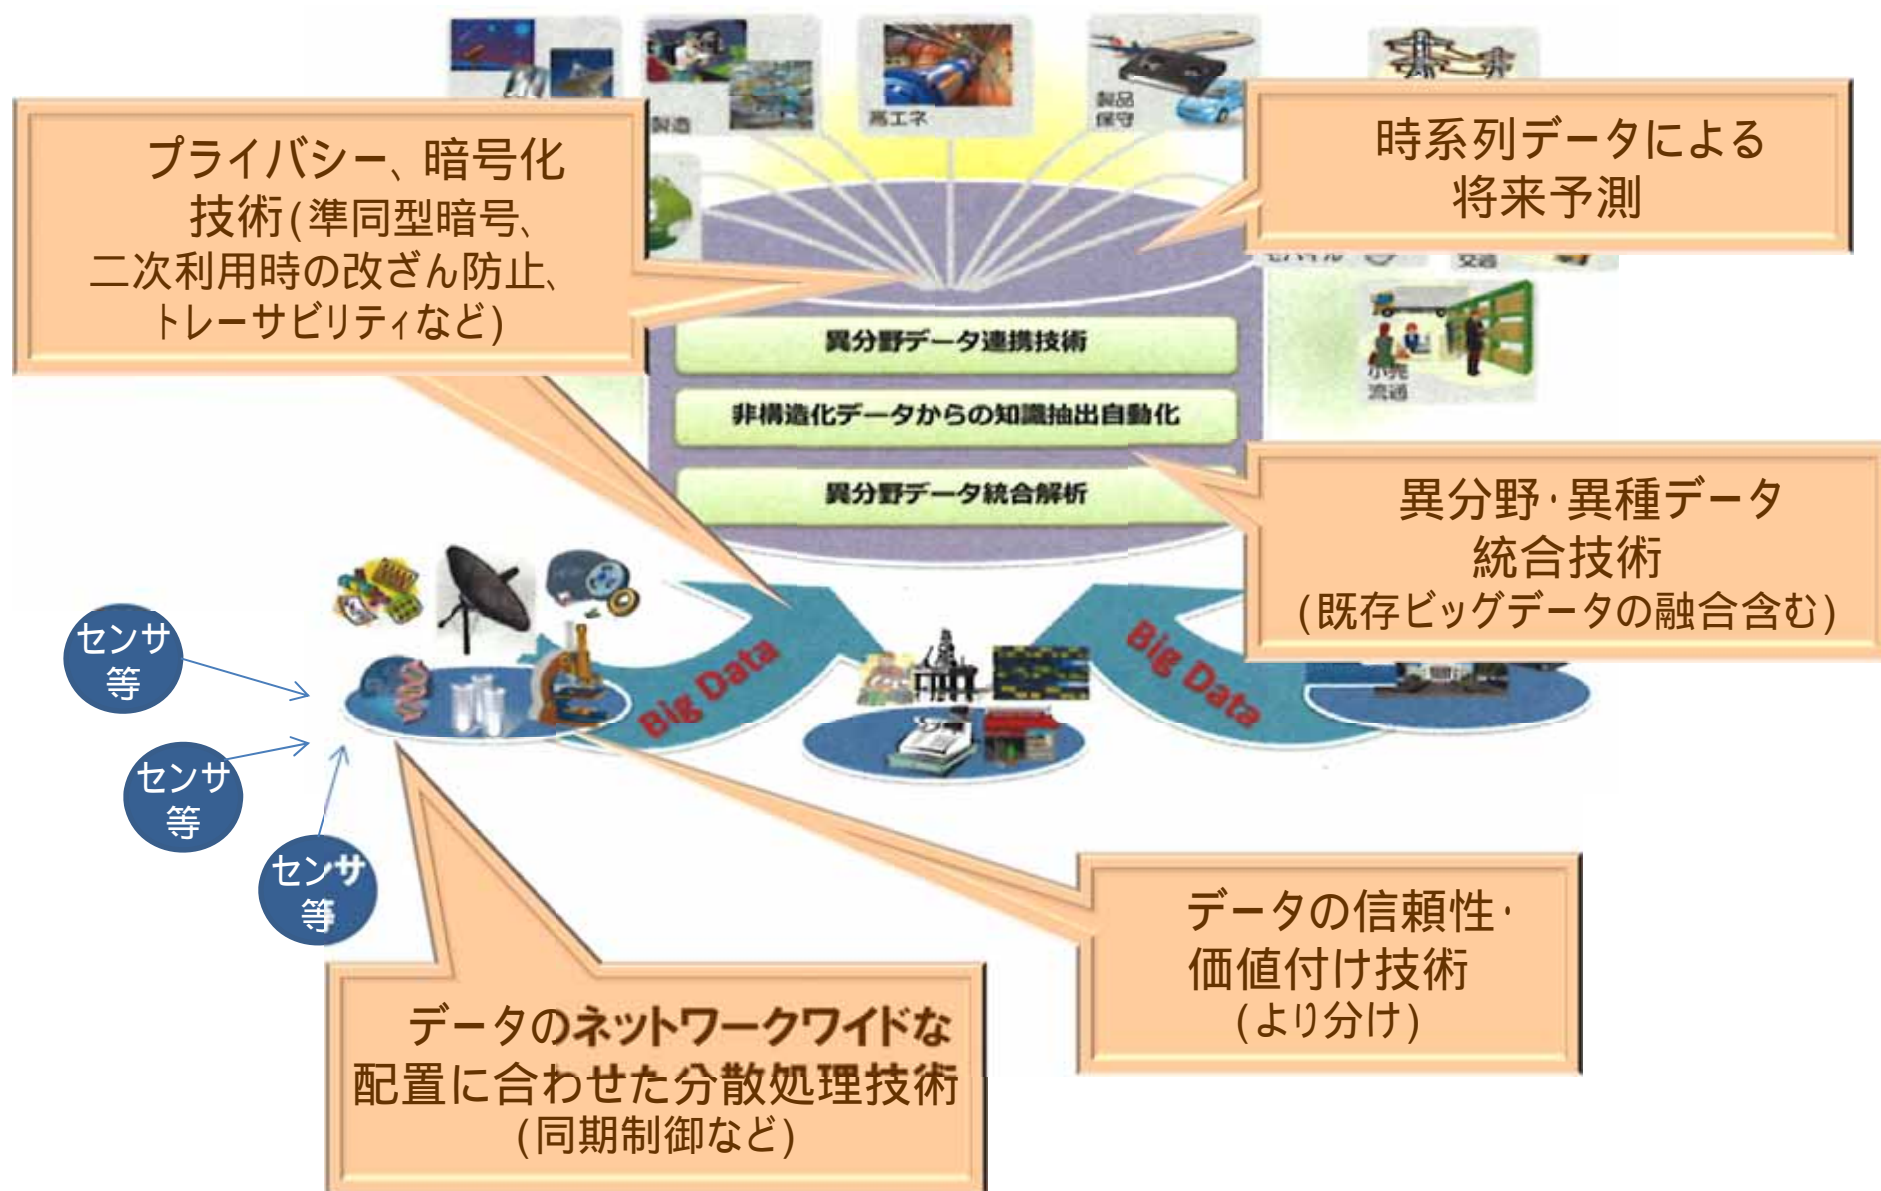 製造
高エネ
製品
保守
プライバシー、暗号化
技術(準同型暗号、
二次利用時の改ざん防止、
トレーサビリティなど)
時系列データによる
将来予測
交通
小売
流通
異分野データ連携技術
非構造化データからの知識抽出自動化
異分野データ統合解析
異分野・異種データ
統合技術
(既存ビッグデータの融合含む)
センサ
等
センサ
等
センサ
等
Big Data
Big Data
データの信頼性・
価値付け技術
(より分け)
データのネットワークワイドな
配置に合わせた分散処理技術
(同期制御など)